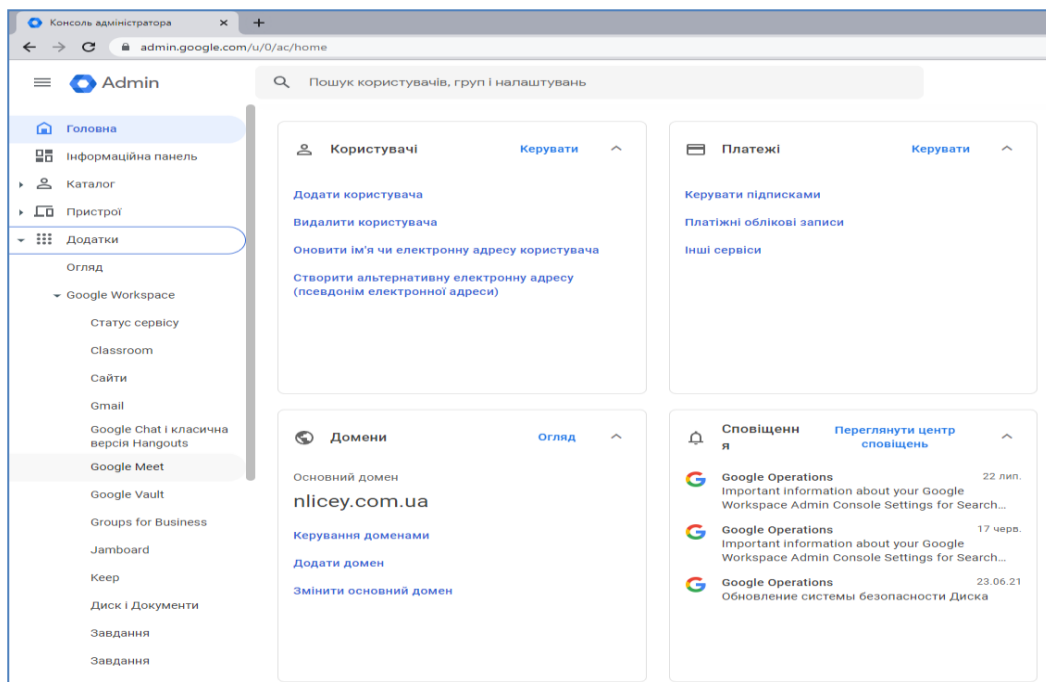 Консоль адміністратора
admin.google.com/u/0/ac/home
Admin
Пошук користувачів, груп і налаштувань
Головна
Інформаційна панель
Каталог
Пристрої
Додатки
Огляд
Google Workspace
Статус сервісу
Classroom
Сайти
Gmail
Google Chat і класична
версія Hangouts
Google Meet
Google Vault
Groups for Business
Jamboard
Keep
Диск і Документи
Завдання
Завдання
Користувачі Керувати
Додати користувача
Видалити користувача
Оновити ім'я чи електронну адресу користувача
Створити альтернативну електронну адресу
(псевдонім електронної адреси)
Платежі Керувати
Керувати підписками
Платіжні облікові записи
Інші сервіси
Домени Огляд
Основний домен
nlicey.com.ua
Керування доменами
Додати домен
Змінити основний домен
Сповіщенн Переглянути центр
я сповіщень
Google Operations 22 лип.
Important information about your Google
Workspace Admin Console Settings for Search...
Google Operations 17 черв.
Important information about your Google
Workspace Admin Console Settings for Search...
Google Operations 23.06.21
Обновление системы безопасности Диска